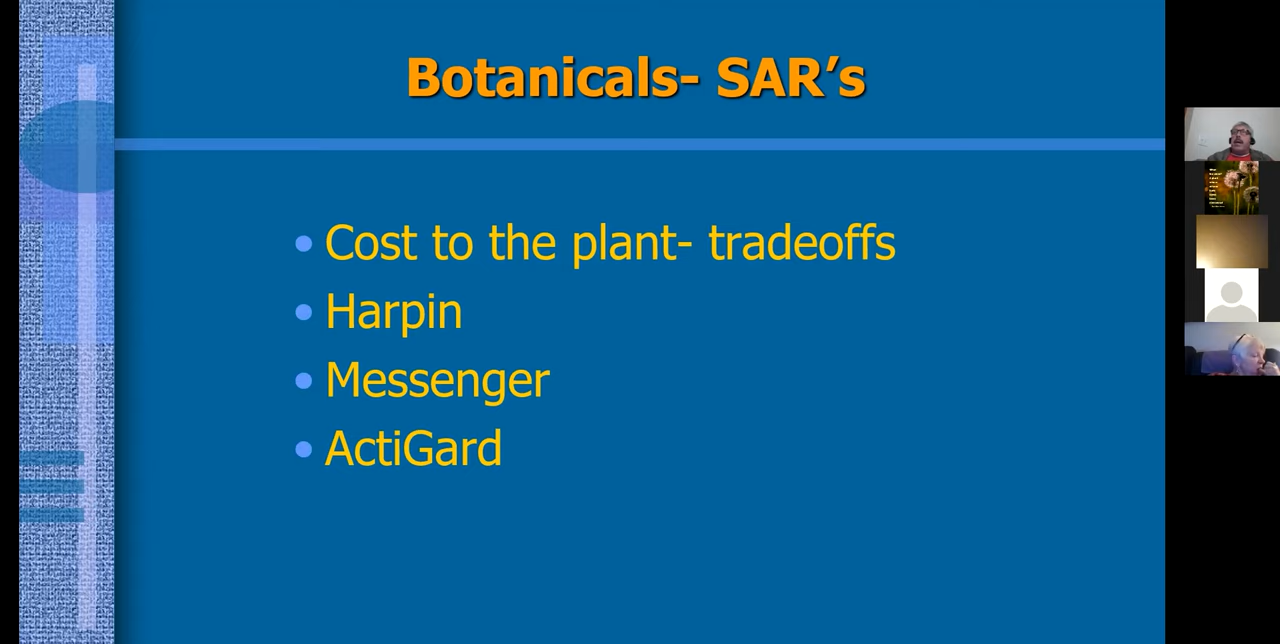 Botanicals- SAR’s
Cost to the plant- tradeoffs
Harpin
Messenger
ActiGard